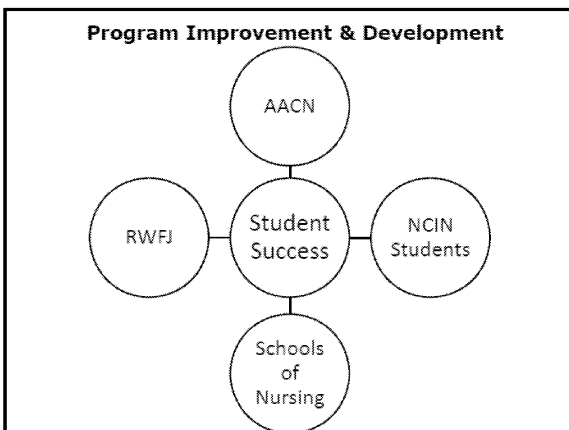 Program Improvement & Development
AACN
RWFJ
Student
Success
NCIN
Students
Schools
of
Nursing